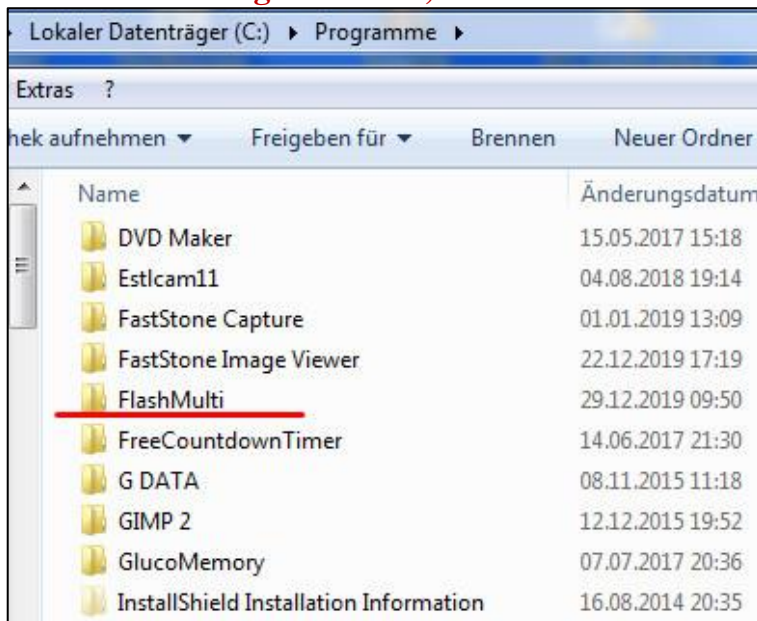 Lokaler Datenträger (C:) Programme
Extras ?
hek aufnehmen Freigeben für Brennen Neuer Ordner
Name Änderungsdatum
DVD Maker 15.05.2017 15:18
Estlcam11 04.08.2018 19:14
FastStone Capture 01.01.2019 13:09
FastStone Image Viewer 22.12.2019 17:19
FlashMulti 29.12.2019 09:50
FreeCountdownTimer 14.06.2017 21:30
G DATA 08.11.2015 11:18
GIMP 2 12.12.2015 19:52
GlucoMemory 07.07.2017 20:36
InstallShield Installation Information 16.08.2014 20:35